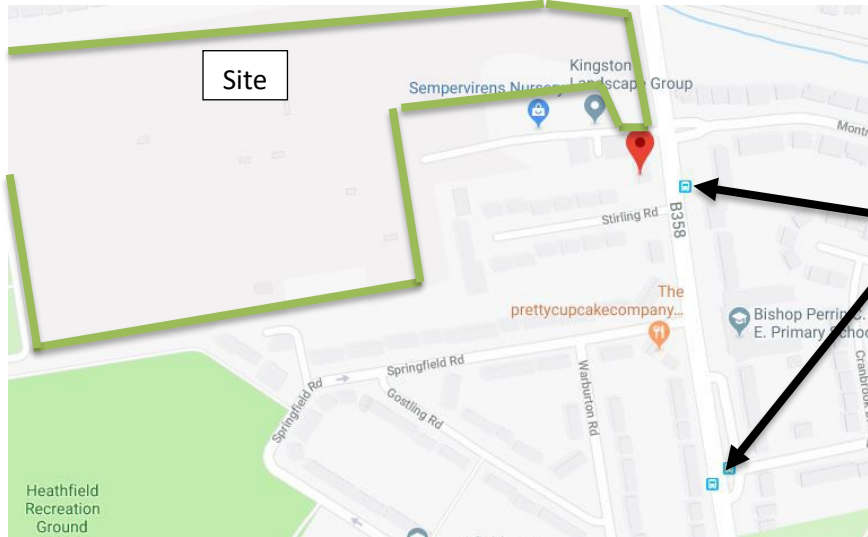 Site
Kingston
Sempervirens Nursery
Landscape Group
Stirling Rd
B358
The
prettycupcakecompany...
Bishop Perrin C.
E. Primary
Springfield Rd
Springfield Rd
Gostling Rd
Warburton Rd
Heathfield
Recreation
Ground